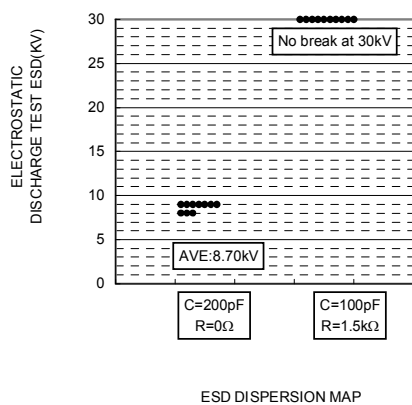 ELECTROSTATIC
DISCHARGE TEST ESD(KV)
30
25
20
15
10
5
0
No break at 30kV
AVE:8.70kV
C=200pF
R=0Ω
C=100pF
R=1.5kΩ
ESD DISPERSION MAP